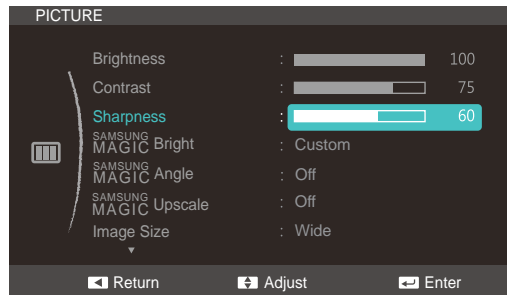 PICTURE
Brightness : 100
Contrast : 75
Sharpness : 60
SAMSUNG MAGIC Bright : Custom
SAMSUNG MAGIC Angle : Off
SAMSUNG MAGIC Upscale : Off
Image Size : Wide
Return Adjust Enter